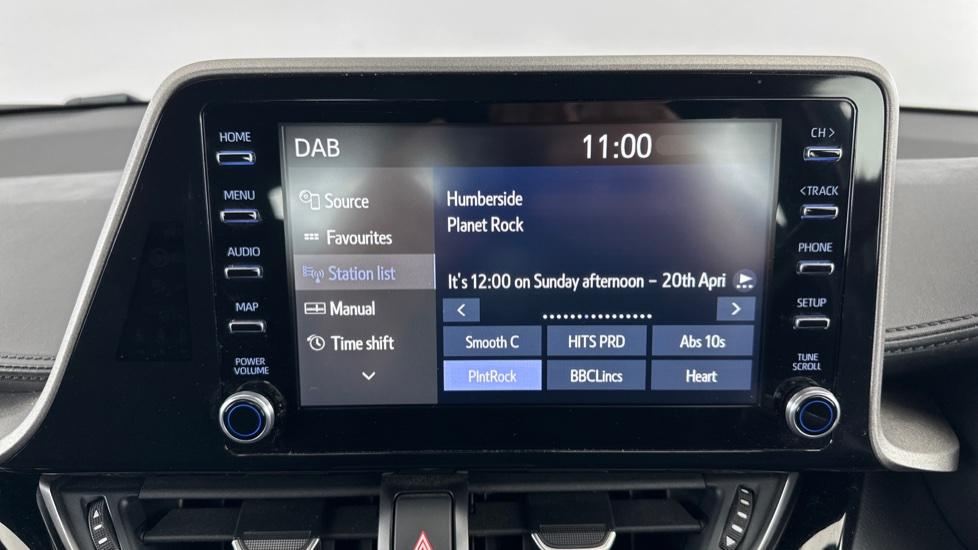 HOME
MENU
AUDIO
MAP
POWER
VOLUME
DAB
11:00
Source
Favourites
Station list
Manual
Time shift
Humberside
Planet Rock
It's 12:00 on Sunday afternoon – 20th Apri
< >
Smooth C HITS PRD Abs 10s
PlntRock BBCLincs Heart
CH >
< TRACK
PHONE
SETUP
TUNE
SCROLL